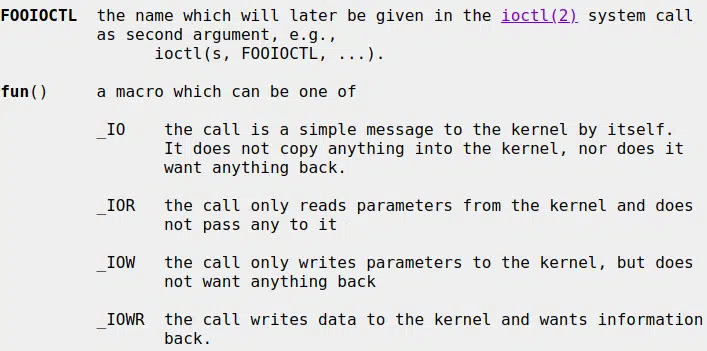 FOOIOCTL the name which will later be given in the ioctl(2) system call
as second argument, e.g.,
ioctl(s, FOOIOCTL, ...).
fun() a macro which can be one of
_IO the call is a simple message to the kernel by itself.
It does not copy anything into the kernel, nor does it
want anything back.
_IOR the call only reads parameters from the kernel and does
not pass any to it
_IOW the call only writes parameters to the kernel, but does
not want anything back
_IOWR the call writes data to the kernel and wants information
back.